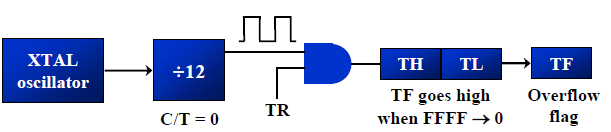 XTAL
oscillator
÷12
C/T = 0
TR
TH
TL
TF goes high
when FFFF → 0
TF
Overflow
flag